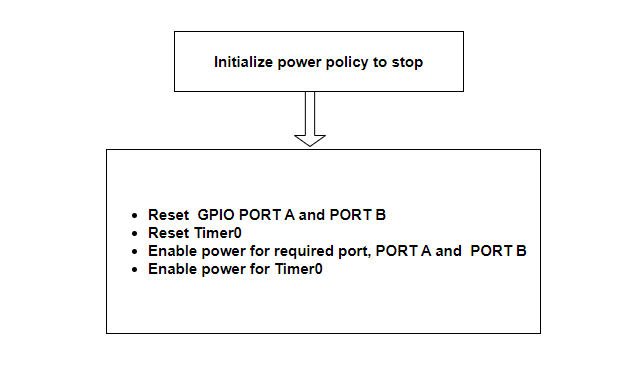 Initialize power policy to stop
Reset  GPIO PORT A and PORT B
Reset Timer0
Enable power for required port, PORT A and  PORT B
Enable power for Timer0